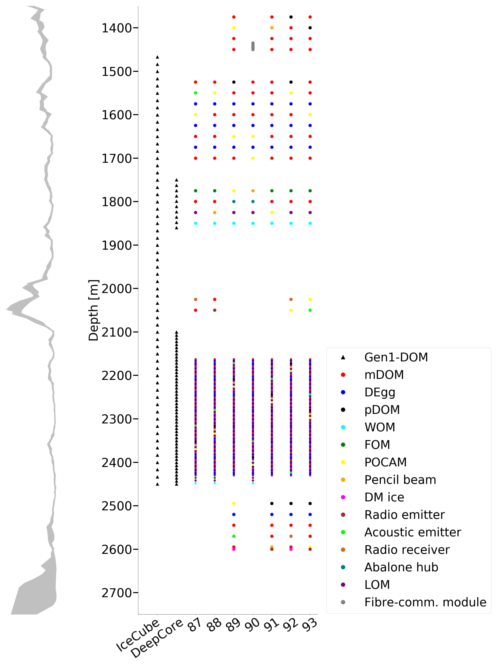 1400
1500
1600
1700
1800
1900
2000
2100
2200
2300
2400
2500
2600
2700
Depth [m]
IceCube
DeepCore
87
88
89
90
91
92
93
Gen1-DOM
mDOM
DEgg
pDOM
WOM
FOM
POCAM
Pencil beam
DM ice
Radio emitter
Acoustic emitter
Radio receiver
Abalone hub
LOM
Fibre-comm. module